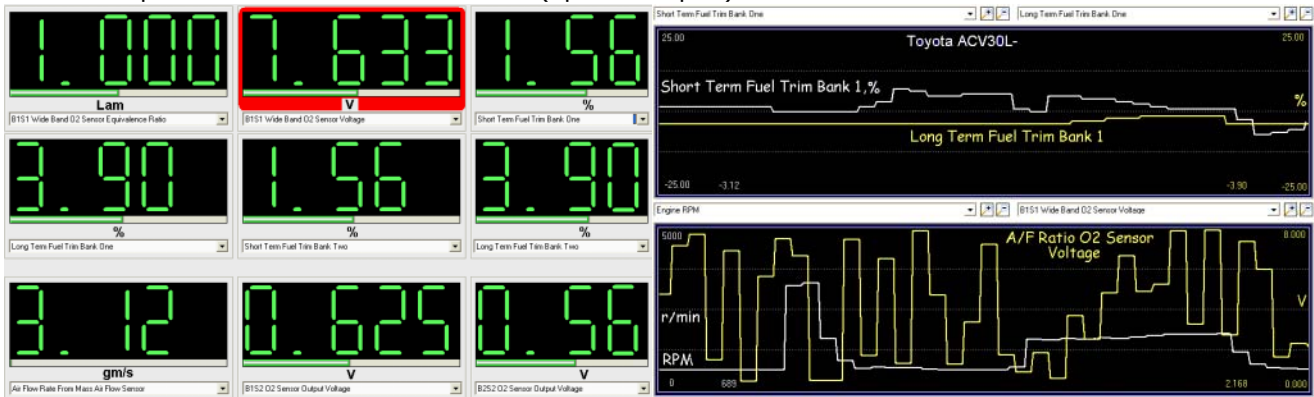 1.000
Lam
B1S1 Wide Band O2 Sensor Equivalence Ratio
7.633
V
B1S1 Wide Band O2 Sensor Voltage
1.56
%
Short Term Fuel Trim Bank One
3.90
%
Long Term Fuel Trim Bank One
1.56
%
Short Term Fuel Trim Bank Two
3.90
%
Long Term Fuel Trim Bank Two
3.12
gm/s
Air Flow Rate From Mass Air Flow Sensor
0.625
V
B1S2 O2 Sensor Output Voltage
0.56
V
B2S2 O2 Sensor Output Voltage
Short Term Fuel Trim Bank One
Long Term Fuel Trim Bank One
25.00
Toyota ACV30L-
25.00
Short Term Fuel Trim Bank 1,%
%
Long Term Fuel Trim Bank 1
-25.00
-3.12
-3.90
-25.00
Engine RPM
B1S1 Wide Band O2 Sensor Voltage
5000
A/F Ratio O2 Sensor
Voltage
8.000
V
r/min
RPM
0
689
2.168
0.000